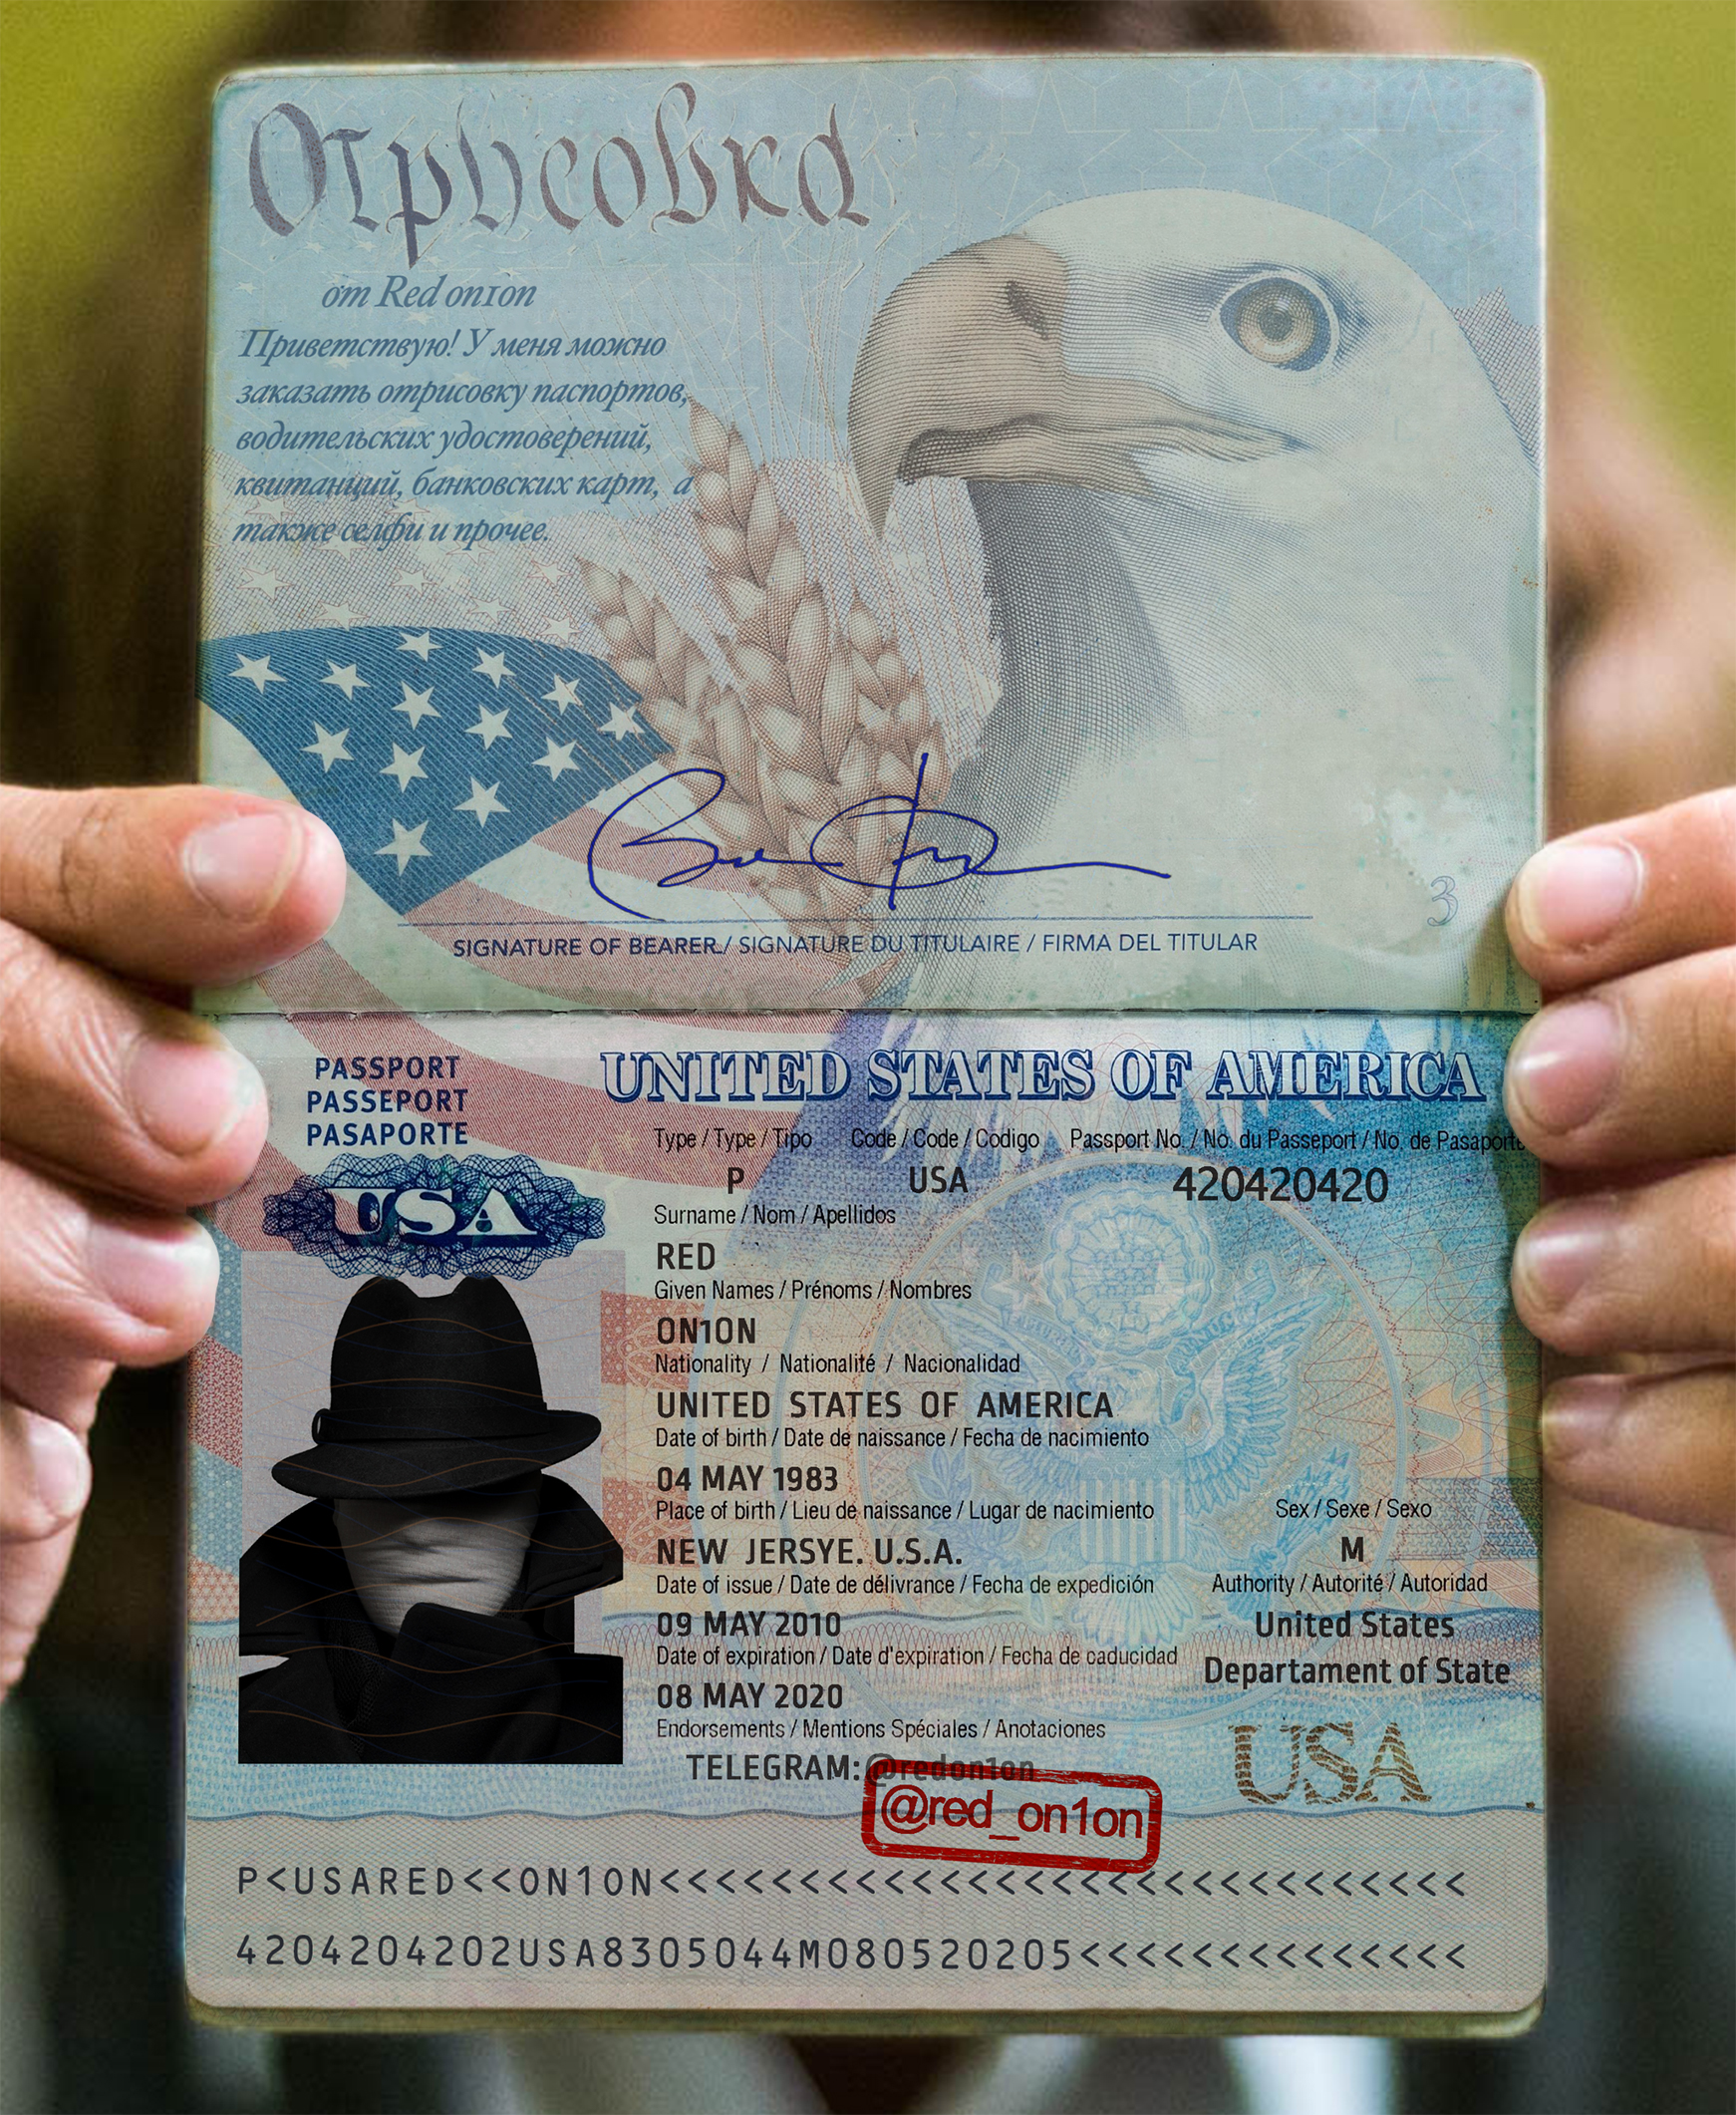 Отрисовка
от Red on1on
Приветствую! У меня можно
заказать отрисовку паспортов,
водительских удостоверений,
квитанций, банковских карт, а
также селфи и прочее.
3
SIGNATURE OF BEARER / SIGNATURE DU TITULAIRE / FIRMA DEL TITULAR
PASSPORT
PASSEPORT
PASAPORTE
USA
UNITED STATES OF AMERICA
Type / Type / Tipo Code / Code / Codigo Passport No. / No. du Passeport / No. de Pasaporte
P USA 420420420
Surname / Nom / Apellidos
RED
Given Names / Prénoms / Nombres
ON1ON
Nationality / Nationalité / Nacionalidad
UNITED STATES OF AMERICA
Date of birth / Date de naissance / Fecha de nacimiento
04 MAY 1983
Place of birth / Lieu de naissance / Lugar de nacimiento Sex / Sexe / Sexo
NEW JERSYE. U.S.A. M
Date of issue / Date de délivrance / Fecha de expedición Authority / Autorité / Autoridad
09 MAY 2010 United States
Date of expiration / Date d'expiration / Fecha de caducidad Departament of State
08 MAY 2020
Endorsements / Mentions Spéciales / Anotaciones
TELEGRAM: @redon1on
@red_on1on
USA
P<USARED<<ON1ON<<<<<<<<<<<<<<<<<<<<<<<<<<<<<
4204204202USA8305044M080520205<<<<<<<<<<<<<<